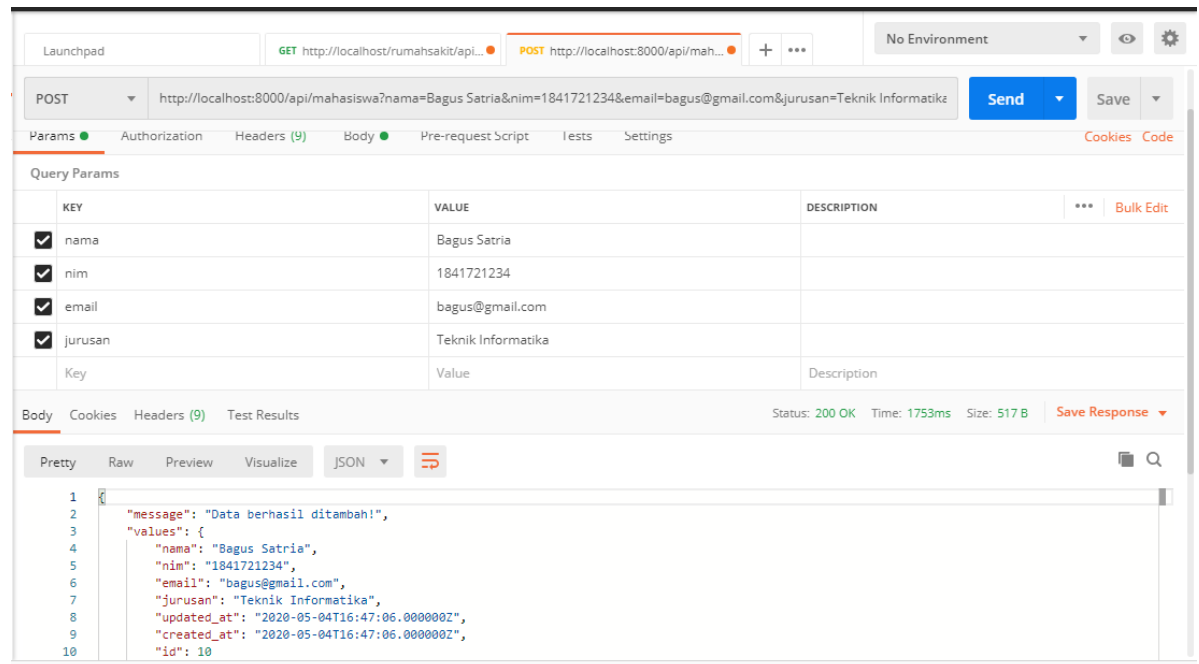 Launchpad
GET http://localhost/rumahsakit/api...
POST http://localhost:8000/api/mah...
+ •••
No Environment
POST http://localhost:8000/api/mahasiswa?nama=Bagus Satria&nim=1841721234&email=bagus@gmail.com&jurusan=Teknik Informatika
Send Save
Params Authorization Headers (9) Body Pre-request Script Tests Settings Cookies Code
Query Params
KEY VALUE DESCRIPTION ••• Bulk Edit
nama Bagus Satria
nim 1841721234
email bagus@gmail.com
jurusan Teknik Informatika
Key Value Description
Body Cookies Headers (9) Test Results Status: 200 OK Time: 1753ms Size: 517 B Save Response
Pretty Raw Preview Visualize JSON
1 {
2 "message": "Data berhasil ditambah!",
3 "values": {
4 "nama": "Bagus Satria",
5 "nim": "1841721234",
6 "email": "bagus@gmail.com",
7 "jurusan": "Teknik Informatika",
8 "updated_at": "2020-05-04T16:47:06.000000Z",
9 "created_at": "2020-05-04T16:47:06.000000Z",
10 "id": 10